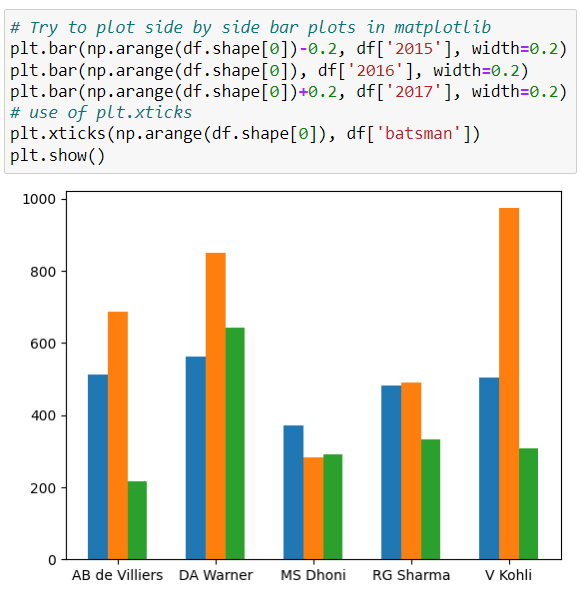 # Try to plot side by side bar plots in matplotlib
plt.bar(np.arange(df.shape[0])-0.2, df['2015'], width=0.2)
plt.bar(np.arange(df.shape[0]), df['2016'], width=0.2)
plt.bar(np.arange(df.shape[0])+0.2, df['2017'], width=0.2)
# use of plt.xticks
plt.xticks(np.arange(df.shape[0]), df['batsman'])
plt.show()
1000
800
600
400
200
0
AB de Villiers DA Warner MS Dhoni RG Sharma V Kohli